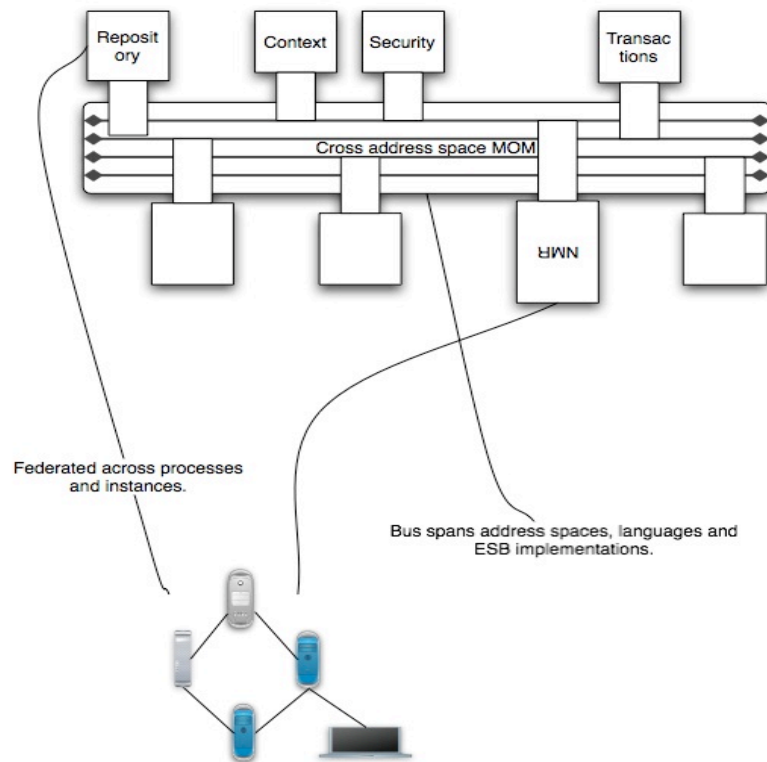 Reposit
ory
Context
Security
Transac
tions
Cross address space MOM
NMR
Federated across processes
and instances.
Bus spans address spaces, languages and
ESB implementations.